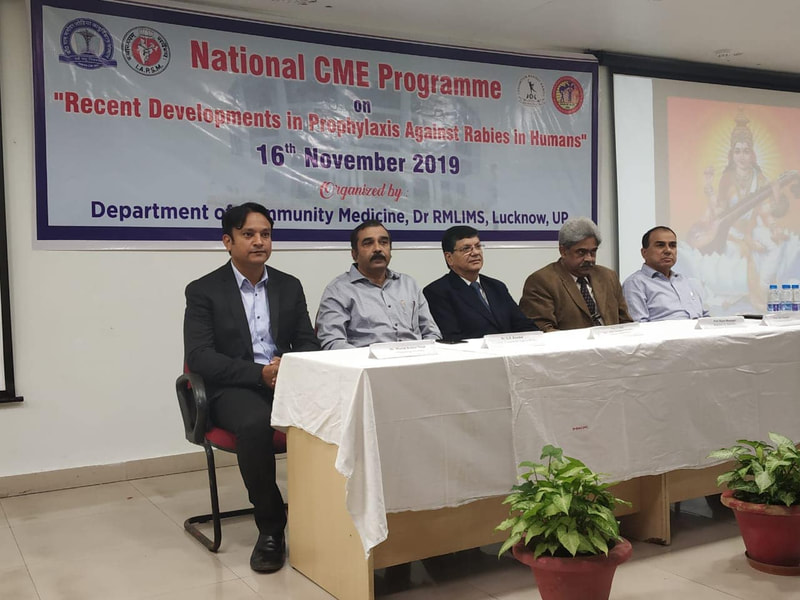 I.A.P.S.M.
National CME Programme
on
"Recent Developments in Prophylaxis Against Rabies in Humans"
16th November 2019
Organized by :
Department of Community Medicine, Dr RMLIMS, Lucknow, UP